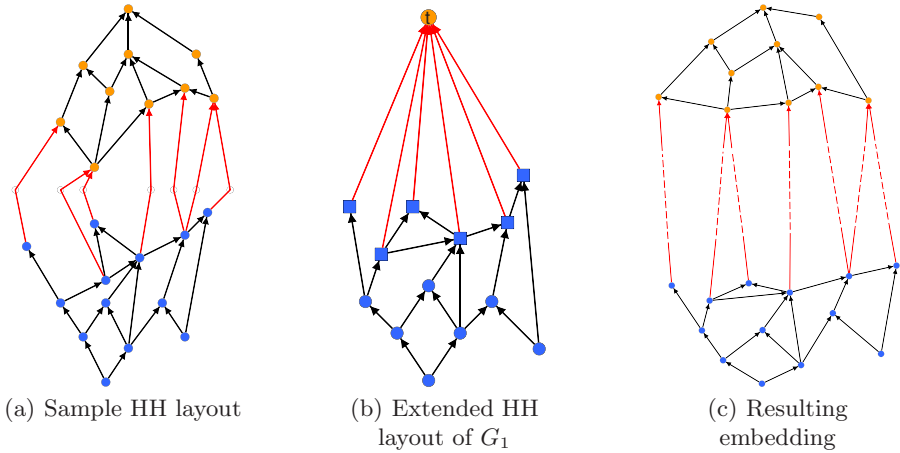 t
(a) Sample HH layout
(b) Extended HH
layout of G₁
(c) Resulting
embedding